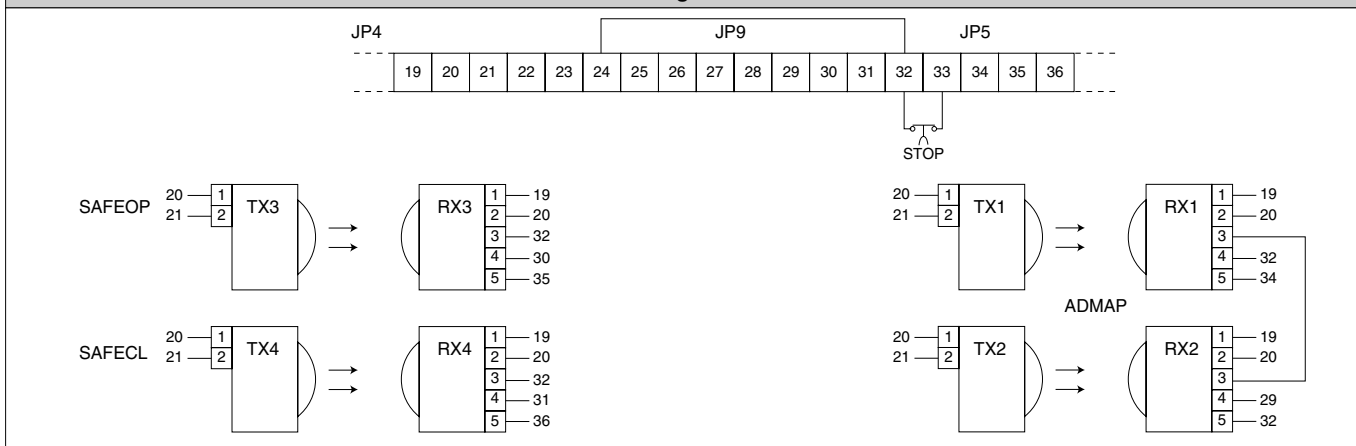 JP4 JP9 JP5
19 20 21 22 23 24 25 26 27 28 29 30 31 32 33 34 35 36
STOP
SAFEOP
20 1 TX3
21 2
RX3 1 19
2 20
3 32
4 30
5 35
20 1 TX1
21 2
RX1 1 19
2 20
3
4 32
5 34
ADMAP
SAFECL
20 1 TX4
21 2
RX4 1 19
2 20
3 32
4 31
5 36
20 1 TX2
21 2
RX2 1 19
2 20
3
4 29
5 32